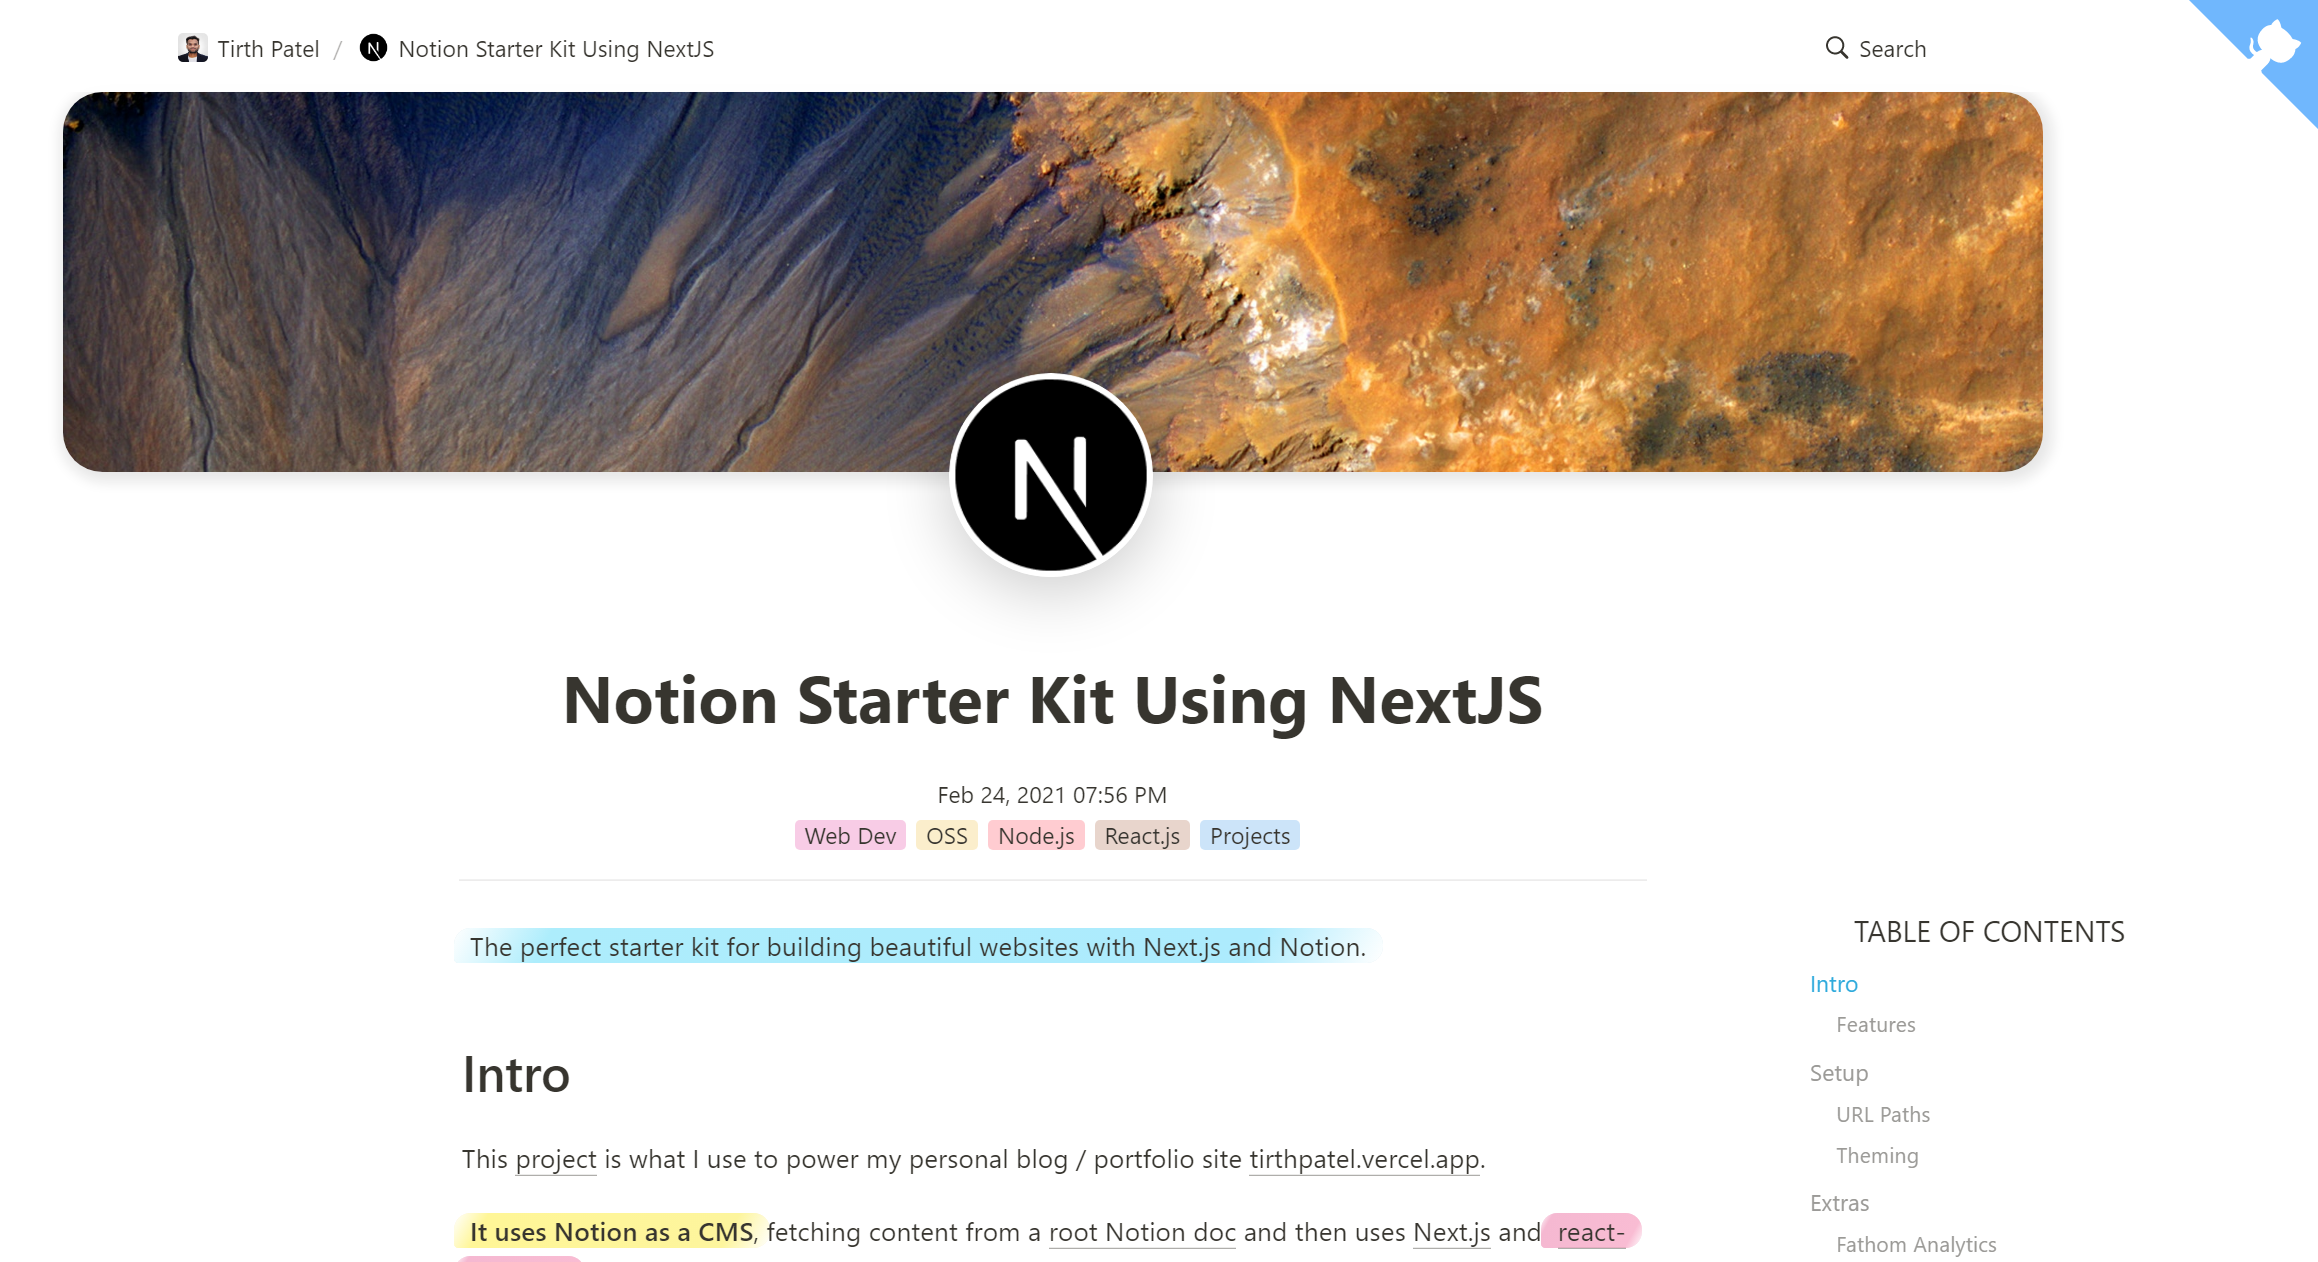 Tirth Patel / Notion Starter Kit Using NextJS
Search
Notion Starter Kit Using NextJS
Feb 24, 2021 07:56 PM
Web Dev OSS Node.js React.js Projects
The perfect starter kit for building beautiful websites with Next.js and Notion.
Intro
This project is what I use to power my personal blog / portfolio site tirthpatel.vercel.app.
It uses Notion as a CMS, fetching content from a root Notion doc and then uses Next.js and react-
TABLE OF CONTENTS
Intro
Features
Setup
URL Paths
Theming
Extras
Fathom Analytics